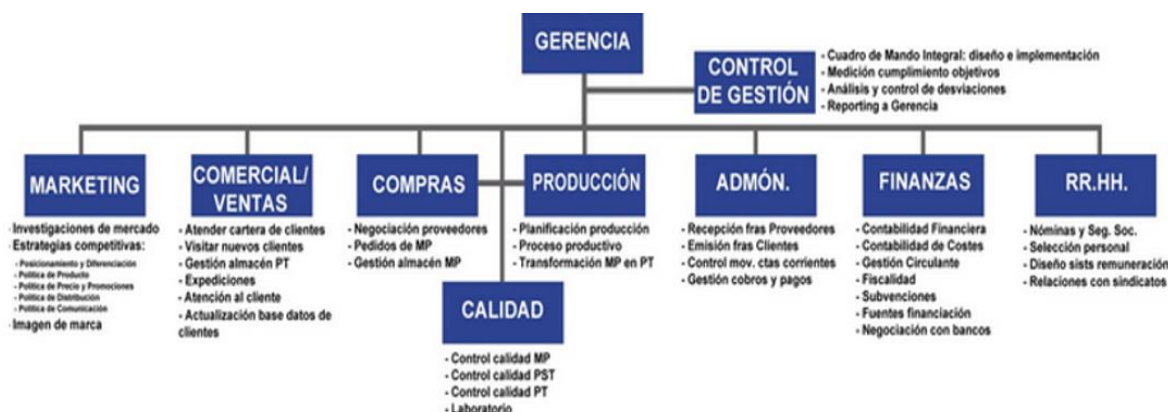 GERENCIA
CONTROL
DE GESTIÓN
- Cuadro de Mando Integral: diseño e implementación
- Medición cumplimiento objetivos
- Análisis y control de desviaciones
- Reporting a Gerencia
MARKETING
- Investigaciones de mercado
- Estrategias competitivas:
- Posicionamiento y Diferenciación
- Política de Producto
- Política de Precio y Promociones
- Política de Distribución
- Política de Comunicación
- Imagen de marca
COMERCIAL/
VENTAS
- Atender cartera de clientes
- Visitar nuevos clientes
- Gestión almacén PT
- Expediciones
- Atención al cliente
- Actualización base datos de
clientes
COMPRAS
- Negociación proveedores
- Pedidos de MP
- Gestión almacén MP
PRODUCCIÓN
- Planificación producción
- Proceso productivo
- Transformación MP en PT
CALIDAD
- Control calidad MP
- Control calidad PST
- Control calidad PT
- Laboratorio
ADMÓN.
- Recepción fras Proveedores
- Emisión fras Clientes
- Control mov. ctas corrientes
- Gestión cobros y pagos
FINANZAS
- Contabilidad Financiera
- Contabilidad de Costes
- Gestión Circulante
- Fiscalidad
- Subvenciones
- Fuentes financiación
- Negociación con bancos
RR.HH.
- Nóminas y Seg. Soc.
- Selección personal
- Diseño sists remuneración
- Relaciones con sindicatos